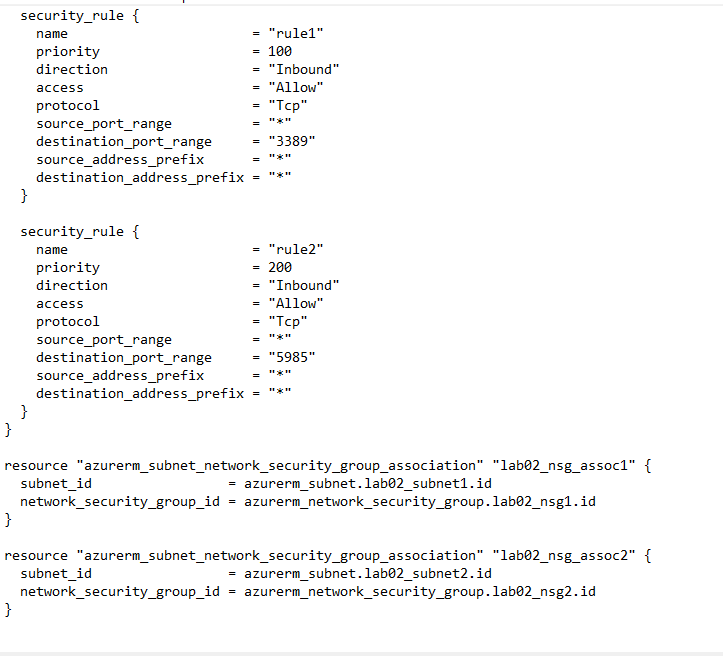 security_rule {
    name                       = "rule1"
    priority                   = 100
    direction                  = "Inbound"
    access                     = "Allow"
    protocol                   = "Tcp"
    source_port_range          = "*"
    destination_port_range     = "3389"
    source_address_prefix      = "*"
    destination_address_prefix = "*"
  }

  security_rule {
    name                       = "rule2"
    priority                   = 200
    direction                  = "Inbound"
    access                     = "Allow"
    protocol                   = "Tcp"
    source_port_range          = "*"
    destination_port_range     = "5985"
    source_address_prefix      = "*"
    destination_address_prefix = "*"
  }
}

resource "azurerm_subnet_network_security_group_association" "lab02_nsg_assoc1" {
  subnet_id                 = azurerm_subnet.lab02_subnet1.id
  network_security_group_id = azurerm_network_security_group.lab02_nsg1.id
}

resource "azurerm_subnet_network_security_group_association" "lab02_nsg_assoc2" {
  subnet_id                 = azurerm_subnet.lab02_subnet2.id
  network_security_group_id = azurerm_network_security_group.lab02_nsg2.id
}